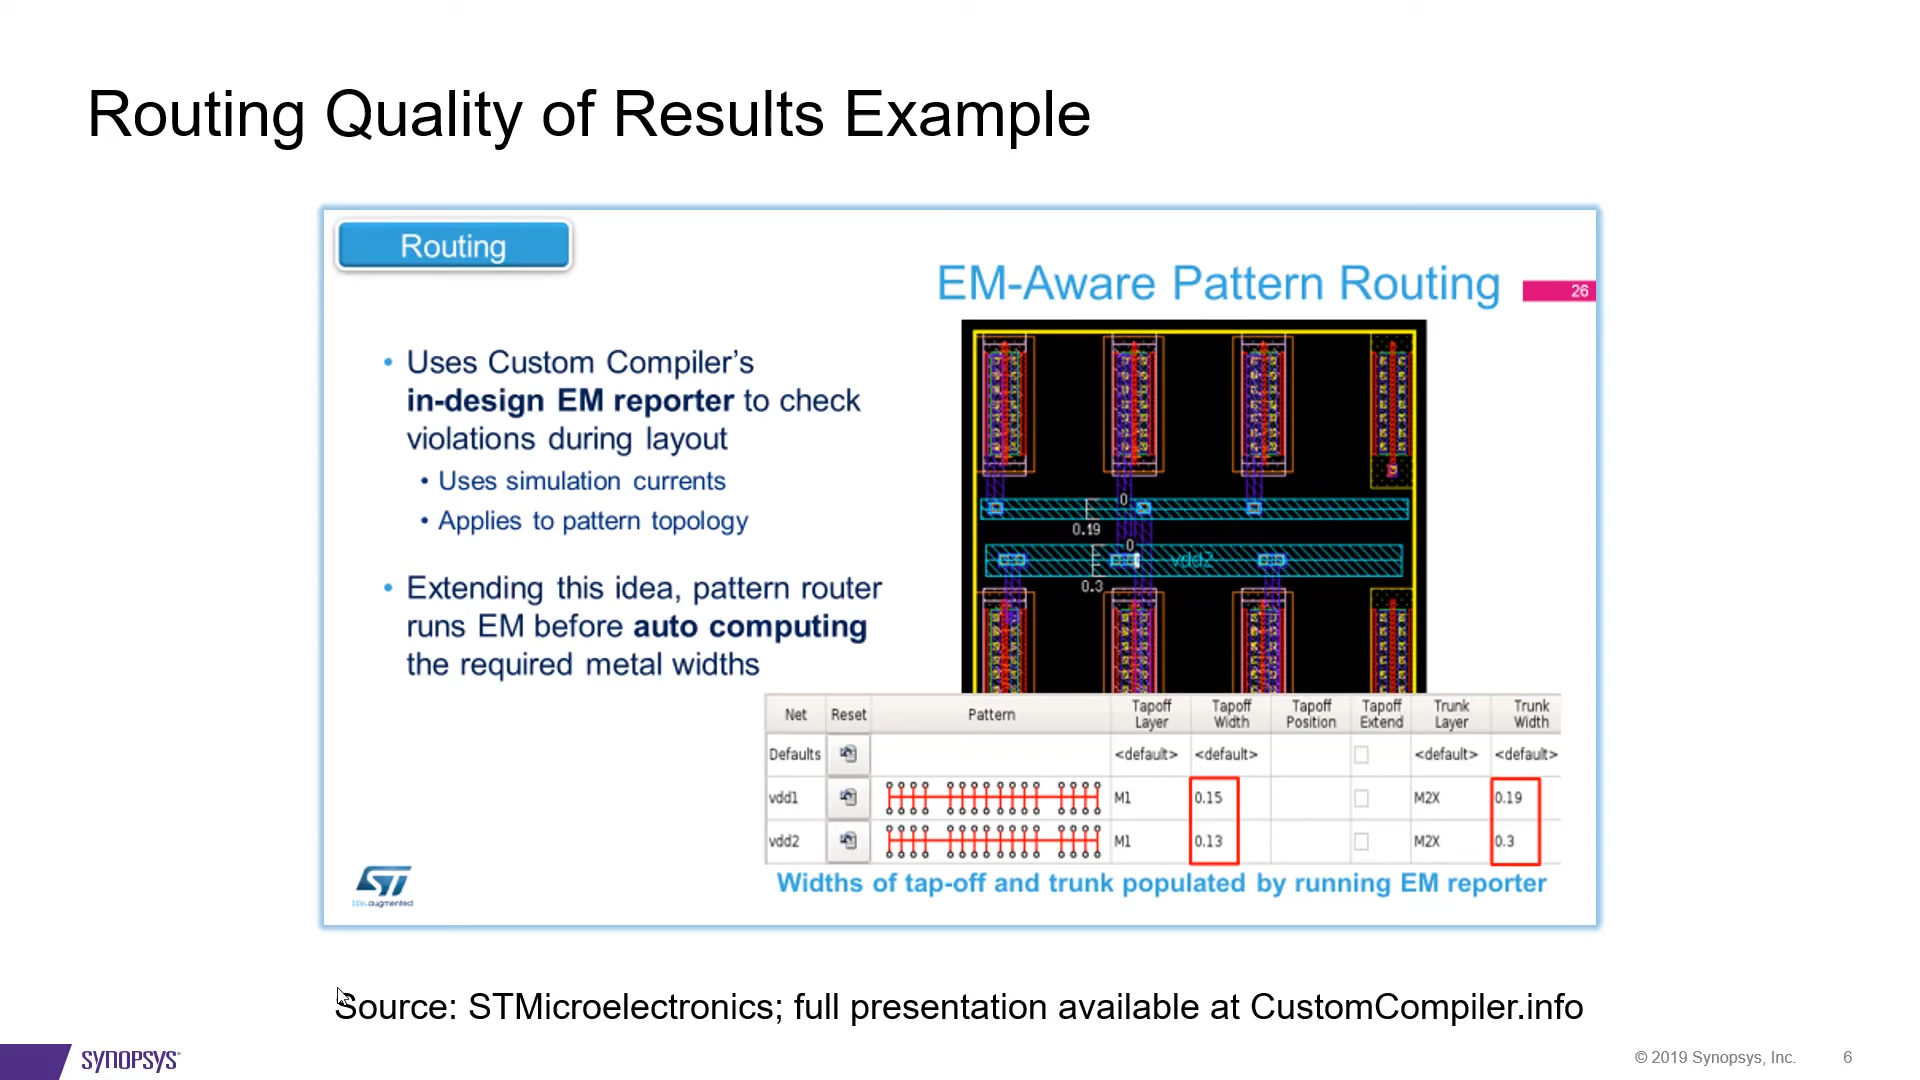 Routing Quality of Results Example
Routing
EM-Aware Pattern Routing
26
• Uses Custom Compiler's
in-design EM reporter to check
violations during layout
• Uses simulation currents
• Applies to pattern topology
• Extending this idea, pattern router
runs EM before auto computing
the required metal widths
0
0.19
0
vdd2
0.3
Net Reset Pattern Tapoff Layer Tapoff Width Tapoff Position Tapoff Extend Trunk Layer Trunk Width
Defaults <default> <default> <default> <default>
vdd1 M1 0.15 M2X 0.19
vdd2 M1 0.13 M2X 0.3
Widths of tap-off and trunk populated by running EM reporter
ST
life.augmented
Source: STMicroelectronics; full presentation available at CustomCompiler.info
SYNOPSYS
© 2019 Synopsys, Inc. 6